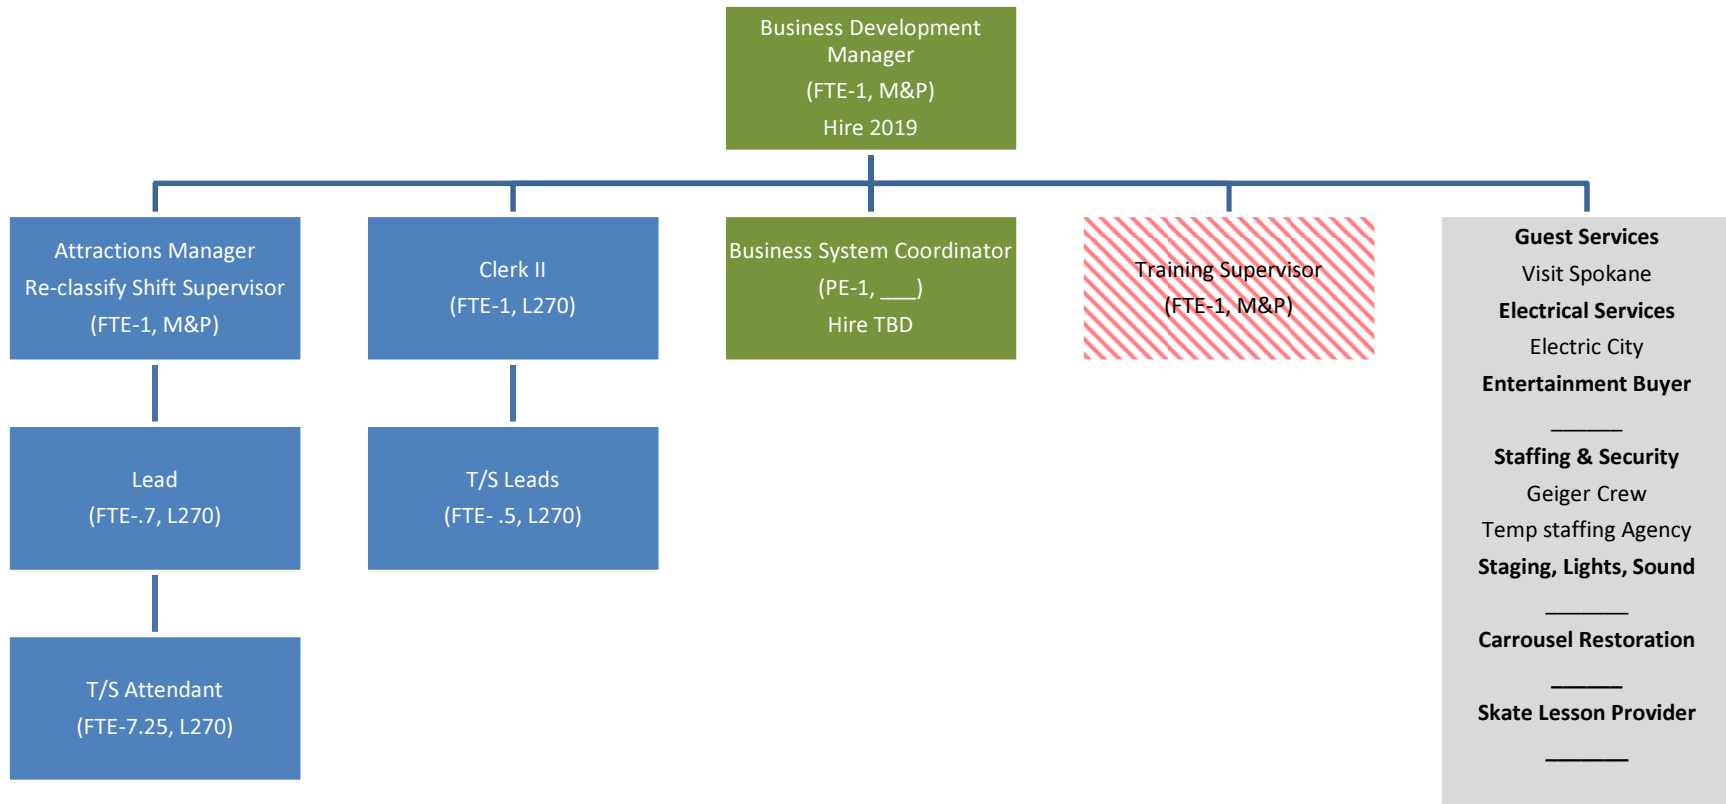 Business Development
Manager
(FTE-1, M&P)
Hire 2019
Attractions Manager
Re-classify Shift Supervisor
(FTE-1, M&P)
Clerk II
(FTE-1, L270)
Business System Coordinator
(PE-1, ___)
Hire TBD
Training Supervisor
(FTE-1, M&P)
Lead
(FTE-.7, L270)
T/S Leads
(FTE- .5, L270)
T/S Attendant
(FTE-7.25, L270)
Guest Services
Visit Spokane
Electrical Services
Electric City
Entertainment Buyer
______
Staffing & Security
Geiger Crew
Temp staffing Agency
Staging, Lights, Sound
_______
Carrousel Restoration
______
Skate Lesson Provider
_______